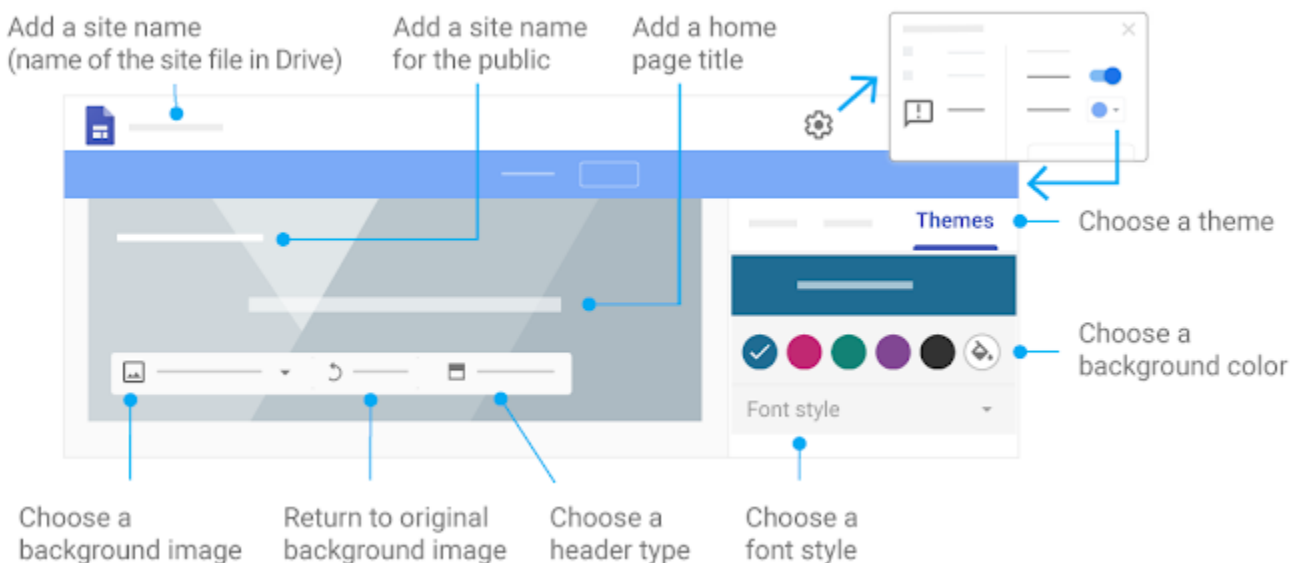 Add a site name
(name of the site file in Drive)
Add a site name
for the public
Add a home
page title
Themes
Choose a theme
Choose a
background color
Font style
Choose a
background image
Return to original
background image
Choose a
header type
Choose a
font style